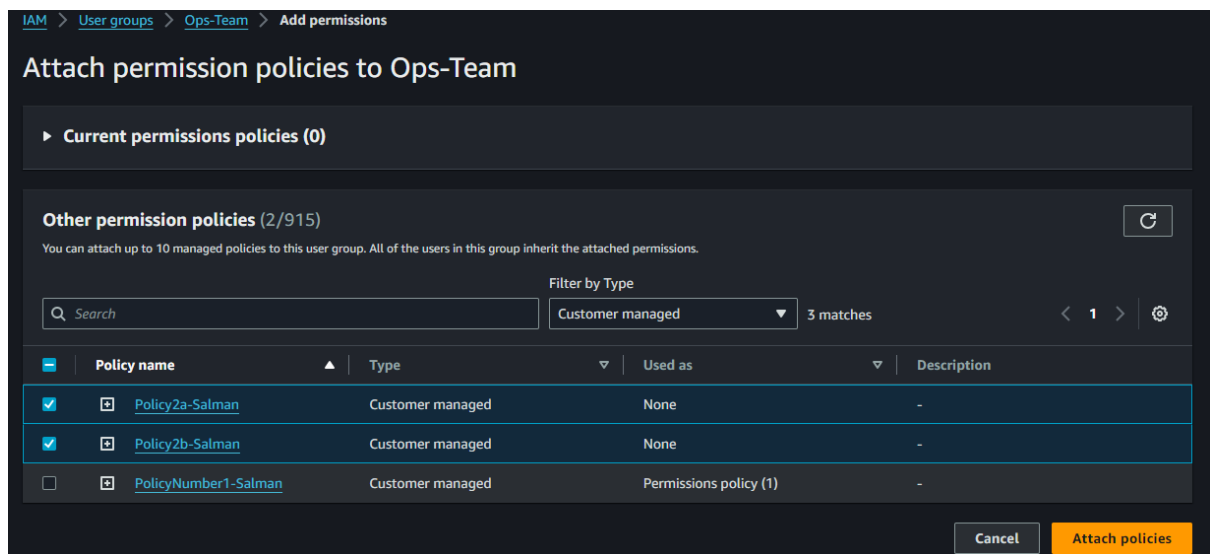 IAM > User groups > Ops-Team > Add permissions
Attach permission policies to Ops-Team
Current permissions policies (0)
Other permission policies (2/915)
You can attach up to 10 managed policies to this user group. All of the users in this group inherit the attached permissions.
Filter by Type
Search Customer managed 3 matches < 1 >
Policy name Type Used as Description
Policy2a-Salman Customer managed None -
Policy2b-Salman Customer managed None -
PolicyNumber1-Salman Customer managed Permissions policy (1) -
Cancel Attach policies